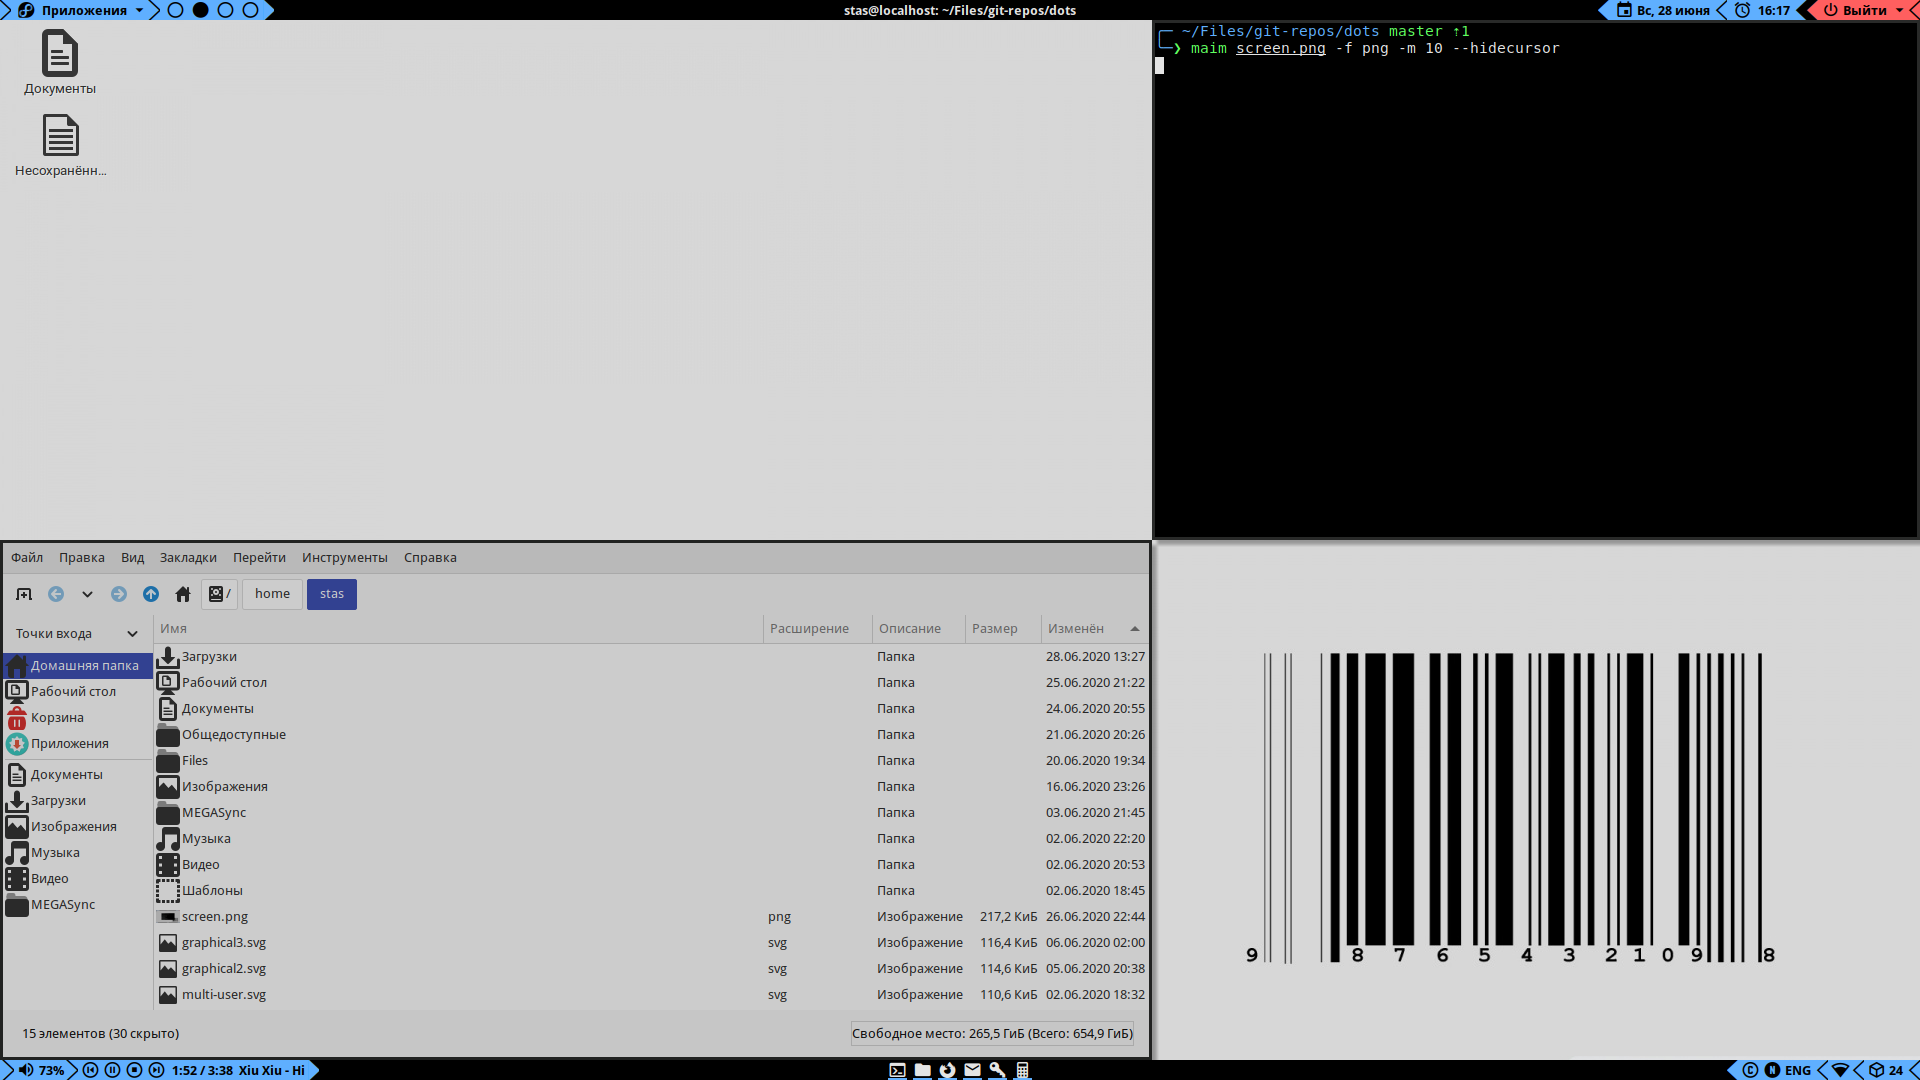 Приложения
stas@localhost: ~/Files/git-repos/dots
Вс, 28 июня
16:17
Выйти
Документы
Несохранённ...
~/Files/git-repos/dots master ↑1
❯ maim screen.png -f png -m 10 --hidecursor
Файл Правка Вид Закладки Перейти Инструменты Справка
/ home stas
Точки входа
Домашняя папка
Рабочий стол
Корзина
Приложения
Документы
Загрузки
Изображения
Музыка
Видео
MEGASync
Имя Расширение Описание Размер Изменён
Загрузки Папка 28.06.2020 13:27
Рабочий стол Папка 25.06.2020 21:22
Документы Папка 24.06.2020 20:55
Общедоступные Папка 21.06.2020 20:26
Files Папка 20.06.2020 19:34
Изображения Папка 16.06.2020 23:26
MEGASync Папка 03.06.2020 21:45
Музыка Папка 02.06.2020 22:20
Видео Папка 02.06.2020 20:53
Шаблоны Папка 02.06.2020 18:45
screen.png png Изображение 217,2 КиБ 26.06.2020 22:44
graphical3.svg svg Изображение 116,4 КиБ 06.06.2020 02:00
graphical2.svg svg Изображение 114,6 КиБ 05.06.2020 20:38
multi-user.svg svg Изображение 110,6 КиБ 02.06.2020 18:32
15 элементов (30 скрыто)
Свободное место: 265,5 ГиБ (Всего: 654,9 ГиБ)
9 8 7 6 5 4 3 2 1 0 9 8
73%
1:52 / 3:38 Xiu Xiu - Hi
C N ENG
24